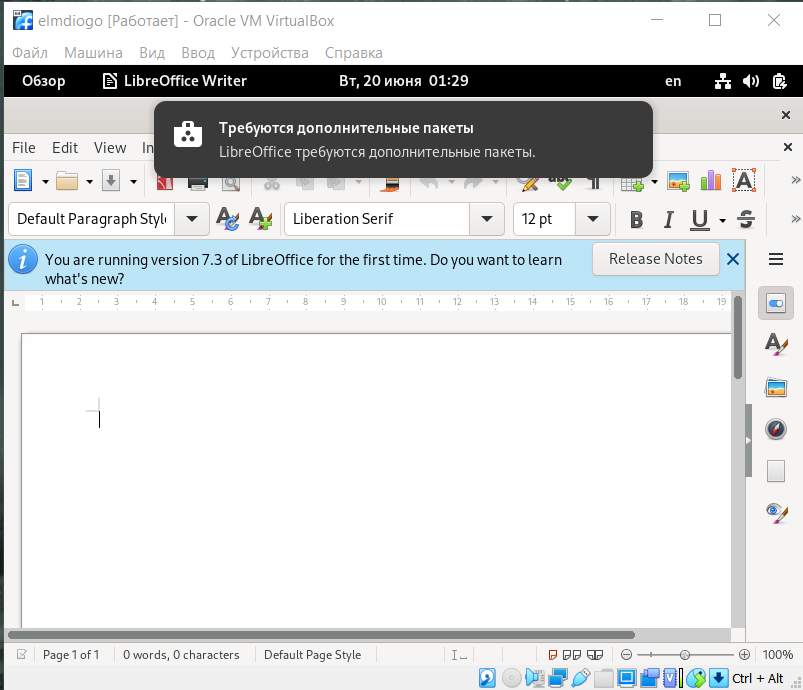 elmdiogo [Работает] - Oracle VM VirtualBox
Файл Машина Вид Ввод Устройства Справка
Обзор LibreOffice Writer Вт, 20 июня 01:29 en
Требуются дополнительные пакеты
LibreOffice требуются дополнительные пакеты.
File Edit View In
Default Paragraph Style Liberation Serif 12 pt B I U S
You are running version 7.3 of LibreOffice for the first time. Do you want to learn
what's new?
Release Notes
1 2 3 4 5 6 7 8 9 10 11 12 13 14 15 16 17 18 19
Page 1 of 1 0 words, 0 characters Default Page Style 100%
Ctrl + Alt